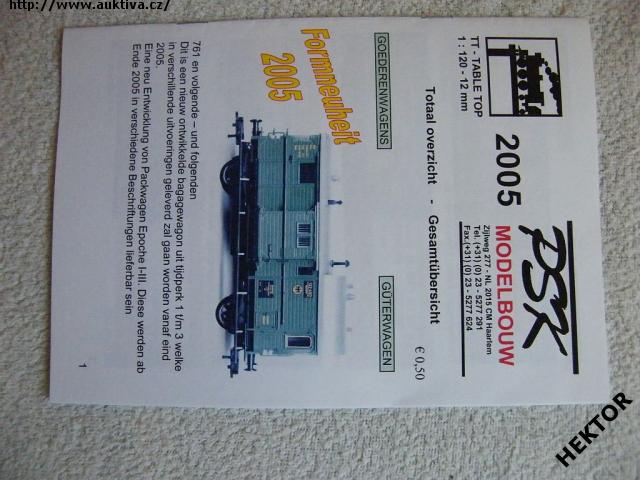 http://www.auktiva.cz/
TT - TABLE TOP
1 : 120 - 12 mm
2005
PSK
MODELBOUW
Zijlweg 277 - NL 2015 CM Haarlem
Tel.(+31) (0) 23 - 5277 291
Fax.(+31) (0) 23 - 5277 624
Totaal overzicht - Gesamtübersicht
€ 0,50
GOEDERENWAGENS
GÜTERWAGEN
Formneuheit
2005
761 en volgende – und folgenden
Dit is een nieuw ontwikkelde bagagewagon uit tijdperk 1 t/m 3 welke
in verschillende uitvoeringen geleverd zal gaan worden vanaf eind
2005.
Eine neu Entwicklung von Packwagen Epoche I-III. Diese werden ab
Ende 2005 in verschiedene Beschriftungen lieferbar sein
1
HEKTOR